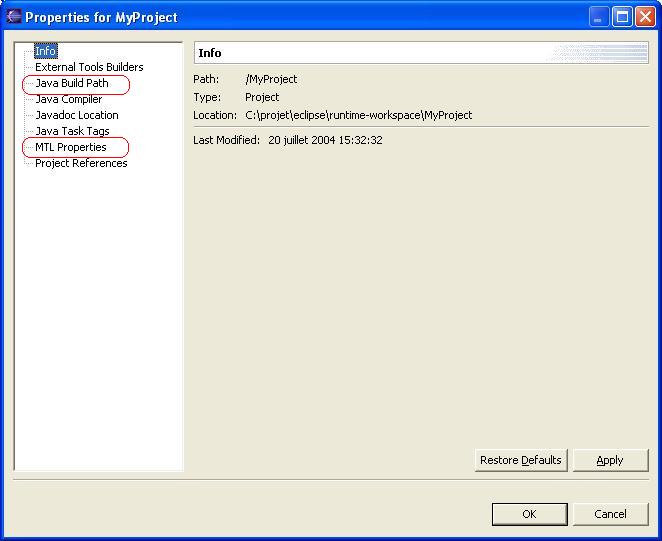 Properties for MyProject
Info
External Tools Builders
Java Build Path
Java Compiler
Javadoc Location
Java Task Tags
MTL Properties
Project References
Info
Path: /MyProject
Type: Project
Location: C:\projet\eclipse\runtime-workspace\MyProject
Last Modified: 20 juillet 2004 15:32:32
Restore Defaults Apply
OK Cancel